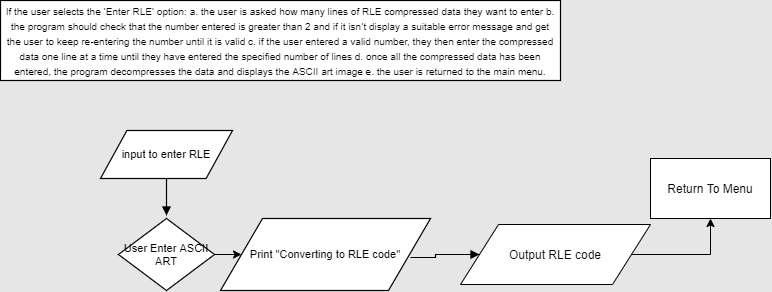 If the user selects the 'Enter RLE' option: a. the user is asked how many lines of RLE compressed data they want to enter b.
the program should check that the number entered is greater than 2 and if it isn't display a suitable error message and get
the user to keep re-entering the number until it is valid c. if the user entered a valid number, they then enter the compressed
data one line at a time until they have entered the specified number of lines d. once all the compressed data has been
entered, the program decompresses the data and displays the ASCII art image e. the user is returned to the main menu.
input to enter RLE
User Enter ASCII
ART
Print "Converting to RLE code"
Output RLE code
Return To Menu